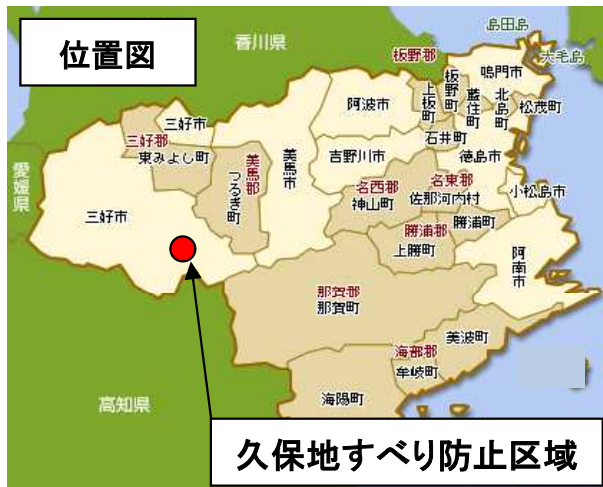 位置図
香川県
島田島
大毛島
板野郡
鳴門市
板野町
上板町
藍住町
北島町
松茂町
阿波市
石井町
三好市
三好郡
東みよし町
美馬郡
つるぎ町
美馬市
吉野川市
徳島市
名西郡
神山町
名東郡
佐那河内村
小松島市
愛媛県
三好市
勝浦郡
上勝町
勝浦町
阿南市
那賀郡
那賀町
美波町
海部郡
牟岐町
海陽町
高知県
久保地すべり防止区域